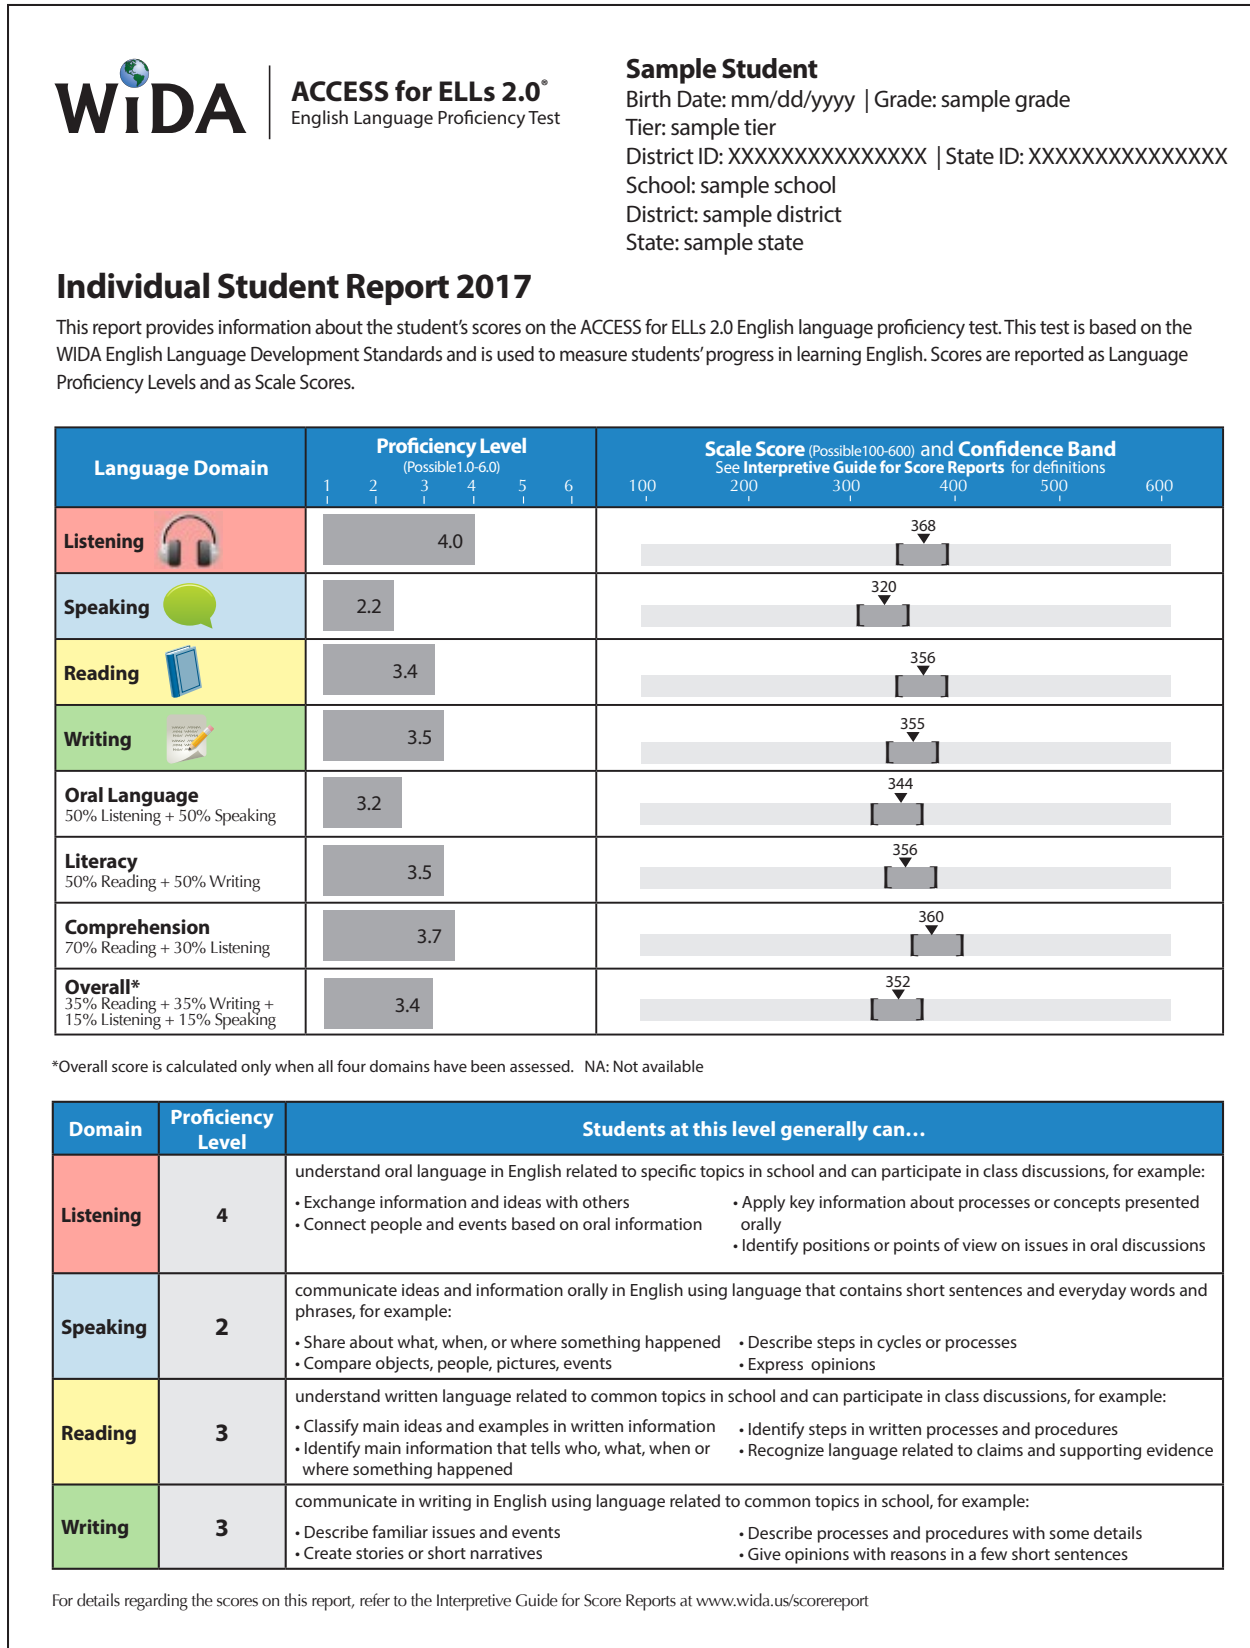 WiDA
ACCESS for ELLs 2.0®
English Language Proficiency Test
Sample Student
Birth Date: mm/dd/yyyy | Grade: sample grade
Tier: sample tier
District ID: XXXXXXXXXXXXXXX | State ID: XXXXXXXXXXXXXXX
School: sample school
District: sample district
State: sample state
Individual Student Report 2017
This report provides information about the student's scores on the ACCESS for ELLs 2.0 English language proficiency test. This test is based on the
WIDA English Language Development Standards and is used to measure students' progress in learning English. Scores are reported as Language
Proficiency Levels and as Scale Scores.
Language Domain
Proficiency Level
(Possible1.0-6.0)
1 2 3 4 5 6
Scale Score (Possible100-600) and Confidence Band
See Interpretive Guide for Score Reports for definitions
100 200 300 400 500 600
Listening
4.0
368
Speaking
2.2
320
Reading
3.4
356
Writing
3.5
355
Oral Language
50% Listening + 50% Speaking
3.2
344
Literacy
50% Reading + 50% Writing
3.5
356
Comprehension
70% Reading + 30% Listening
3.7
360
Overall*
35% Reading + 35% Writing +
15% Listening + 15% Speaking
3.4
352
*Overall score is calculated only when all four domains have been assessed. NA: Not available
Domain
Proficiency
Level
Students at this level generally can…
Listening
4
understand oral language in English related to specific topics in school and can participate in class discussions, for example:
• Exchange information and ideas with others
• Connect people and events based on oral information
• Apply key information about processes or concepts presented
orally
• Identify positions or points of view on issues in oral discussions
Speaking
2
communicate ideas and information orally in English using language that contains short sentences and everyday words and
phrases, for example:
• Share about what, when, or where something happened
• Compare objects, people, pictures, events
• Describe steps in cycles or processes
• Express opinions
Reading
3
understand written language related to common topics in school and can participate in class discussions, for example:
• Classify main ideas and examples in written information
• Identify main information that tells who, what, when or
where something happened
• Identify steps in written processes and procedures
• Recognize language related to claims and supporting evidence
Writing
3
communicate in writing in English using language related to common topics in school, for example:
• Describe familiar issues and events
• Create stories or short narratives
• Describe processes and procedures with some details
• Give opinions with reasons in a few short sentences
For details regarding the scores on this report, refer to the Interpretive Guide for Score Reports at www.wida.us/scorereport